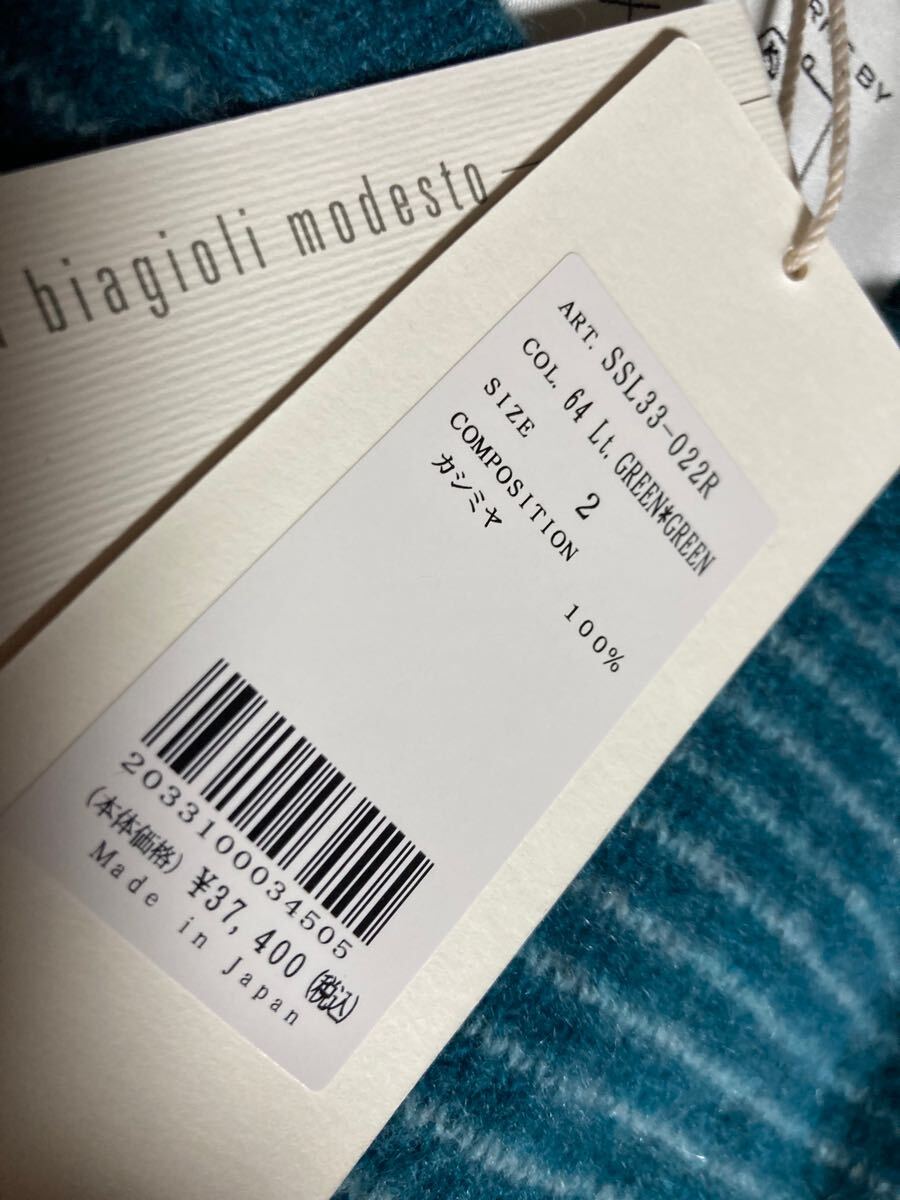 biagioli modesto
BY
ART. SSL33-022R
COL. 64 Lt. GREEN*GREEN
SIZE 2
COMPOSITION
カシミヤ 100%
2033100034505
(本体価格) ¥37,400 (税込)
Made in Japan